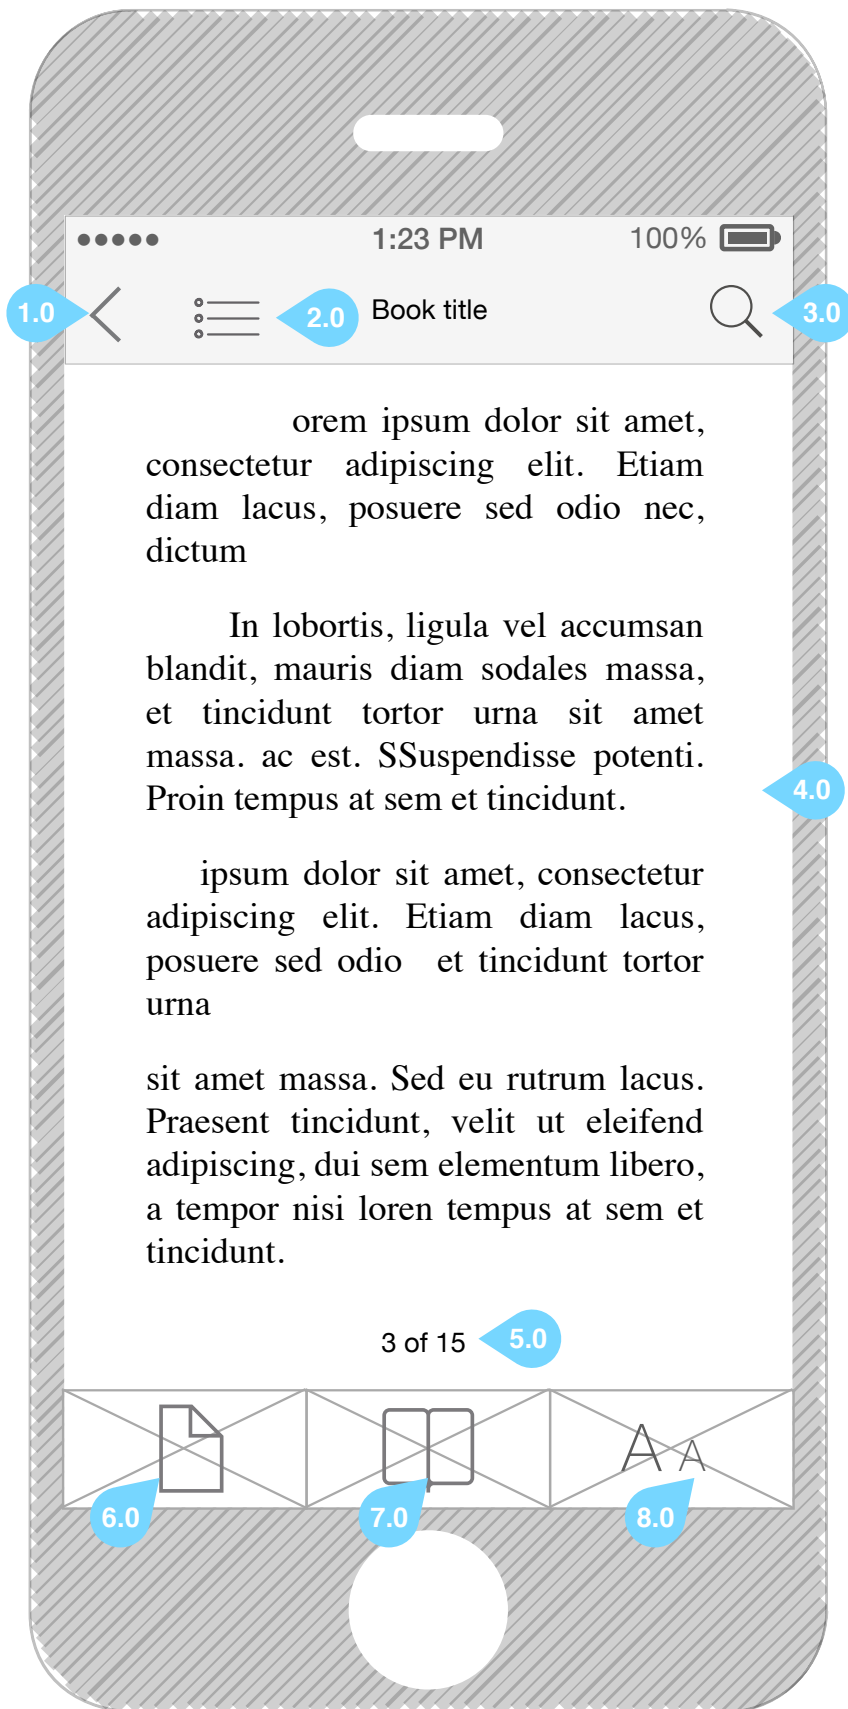 1:23 PM 100%
1.0 2.0 Book title 3.0
orem ipsum dolor sit amet,
consectetur adipiscing elit. Etiam
diam lacus, posuere sed odio nec,
dictum
In lobortis, ligula vel accumsan
blandit, mauris diam sodales massa,
et tincidunt tortor urna sit amet
massa. ac est. SSuspendisse potenti.
Proin tempus at sem et tincidunt.
4.0
ipsum dolor sit amet, consectetur
adipiscing elit. Etiam diam lacus,
posuere sed odio et tincidunt tortor
urna
sit amet massa. Sed eu rutrum lacus.
Praesent tincidunt, velit ut eleifend
adipiscing, dui sem elementum libero,
a tempor nisi loren tempus at sem et
tincidunt.
3 of 15 5.0
A A
6.0 7.0 8.0